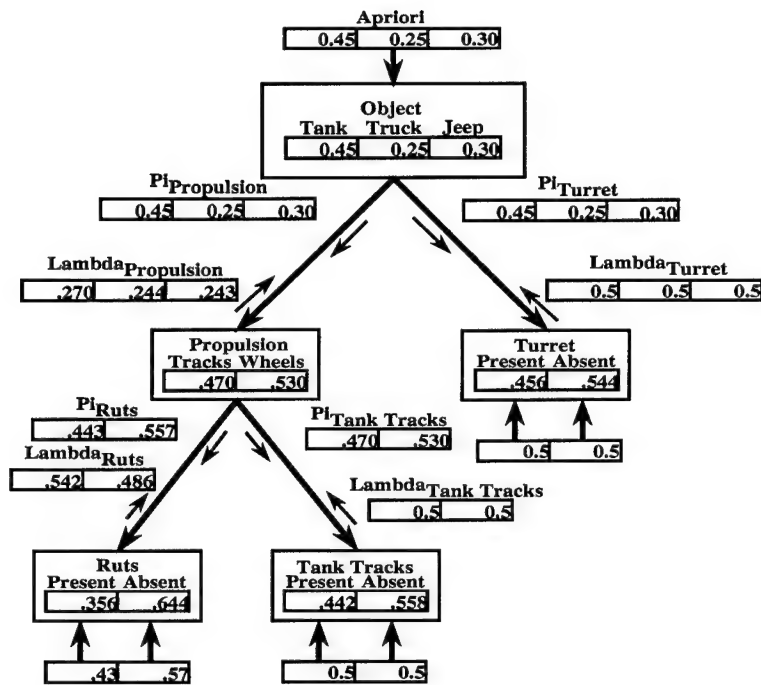 Apriori
0.45 0.25 0.30
Object
Tank Truck Jeep
0.45 0.25 0.30
PiPropulsion
0.45 0.25 0.30
PiTurret
0.45 0.25 0.30
LambdaPropulsion
.270 .244 .243
LambdaTurret
0.5 0.5 0.5
Propulsion
Tracks Wheels
.470 .530
Turret
Present Absent
.456 .544
PiRuts
.443 .557
PiTank Tracks
.470 .530
0.5 0.5
LambdaRuts
.542 .486
LambdaTank Tracks
0.5 0.5
Ruts
Present Absent
.356 .644
Tank Tracks
Present Absent
.442 .558
.43 .57
0.5 0.5